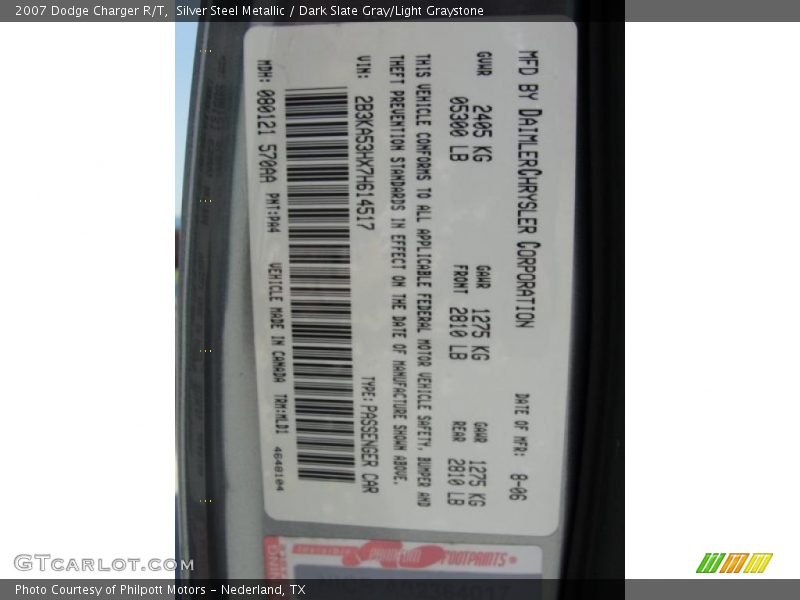 2007 Dodge Charger R/T, Silver Steel Metallic / Dark Slate Gray/Light Graystone
MFD BY DAIMLERCHRYSLER CORPORATION DATE OF MFR: 8-06
GVWR 2405 KG GAWR 1275 KG GAWR 1275 KG
05300 LB FRONT 2810 LB REAR 2810 LB
THIS VEHICLE CONFORMS TO ALL APPLICABLE FEDERAL MOTOR VEHICLE SAFETY, BUMPER AND
THEFT PREVENTION STANDARDS IN EFFECT ON THE DATE OF MANUFACTURE SHOWN ABOVE.
VIN: 2B3KA53HX7H614517 TYPE: PASSENGER CAR
MDH: 080121 570AA PNT:PA4 VEHICLE MADE IN CANADA TRM:MLD1 4648104
FOOTPRINTS
GTcarlot.com
Photo Courtesy of Philpott Motors - Nederland, TX